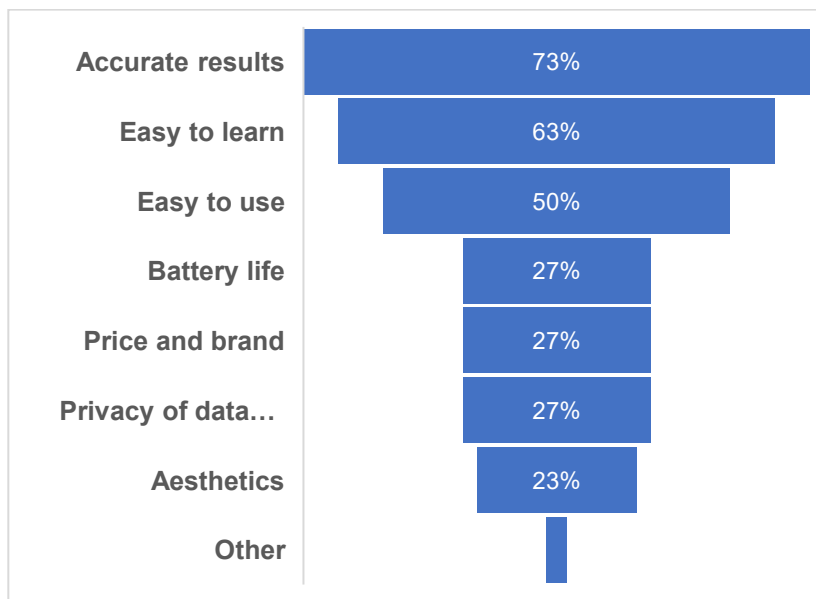 Accurate results 73%
Easy to learn 63%
Easy to use 50%
Battery life 27%
Price and brand 27%
Privacy of data… 27%
Aesthetics 23%
Other